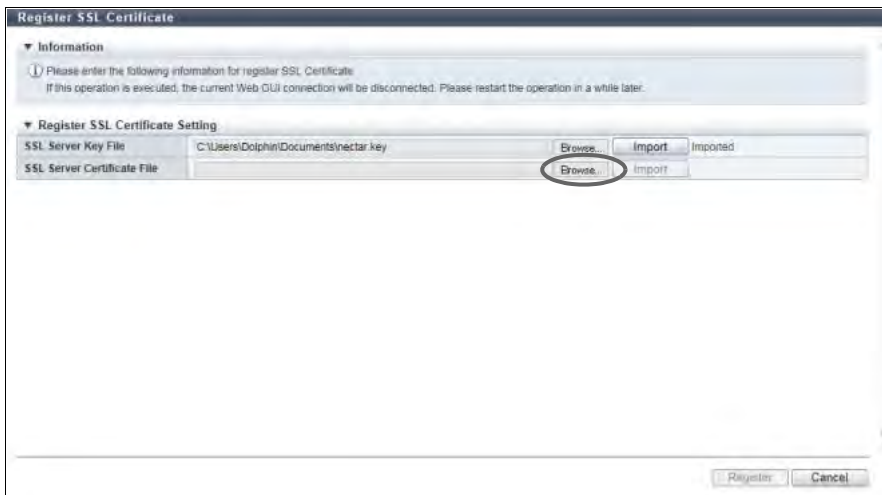 Register SSL Certificate
Information
Please enter the following information for register SSL Certificate
If this operation is executed, the current Web GUI connection will be disconnected. Please restart the operation in a while later.
Register SSL Certificate Setting
SSL Server Key File C:\Users\Dolphin\Documents\nectar.key Browse... Import Imported
SSL Server Certificate File Browse... Import
Register Cancel